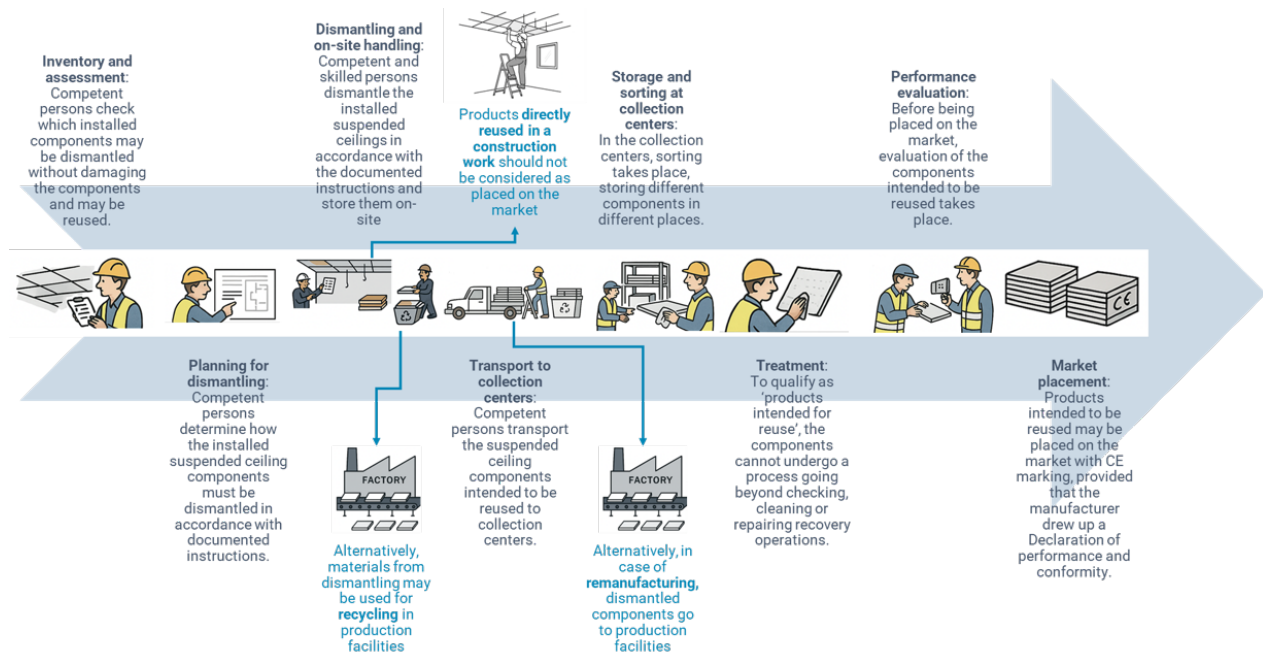 Inventory and
assessment:
Competent
persons check
which installed
components may
be dismantled
without damaging
the components
and may be
reused.
Dismantling and
on-site handling:
Competent and
skilled persons
dismantle the
installed
suspended
ceilings in
accordance with
the documented
instructions and
store them on-
site
Products directly
reused in a
construction
work should not
be considered as
placed on the
market
Storage and
sorting at
collection
centers:
In the collection
centers, sorting
takes place,
storing different
components in
different places.
Performance
evaluation:
Before being
placed on the
market,
evaluation of the
components
intended to be
reused takes
place.
CE
Planning for
dismantling:
Competent
persons
determine how
the installed
suspended ceiling
components
must be
dismantled in
accordance with
documented
instructions.
FACTORY
Alternatively,
materials from
dismantling may
be used for
recycling in
production
facilities
Transport to
collection
centers:
Competent
persons transport
the suspended
ceiling
components
intended to be
reused to
collection
centers.
FACTORY
Alternatively, in
case of
remanufacturing,
dismantled
components go
to production
facilities
Treatment:
To qualify as
'products
intended for
reuse', the
components
cannot undergo a
process going
beyond checking,
cleaning or
repairing recovery
operations.
Market
placement:
Products
intended to be
reused may be
placed on the
market with CE
marking, provided
that the
manufacturer
drew up a
Declaration of
performance and
conformity.